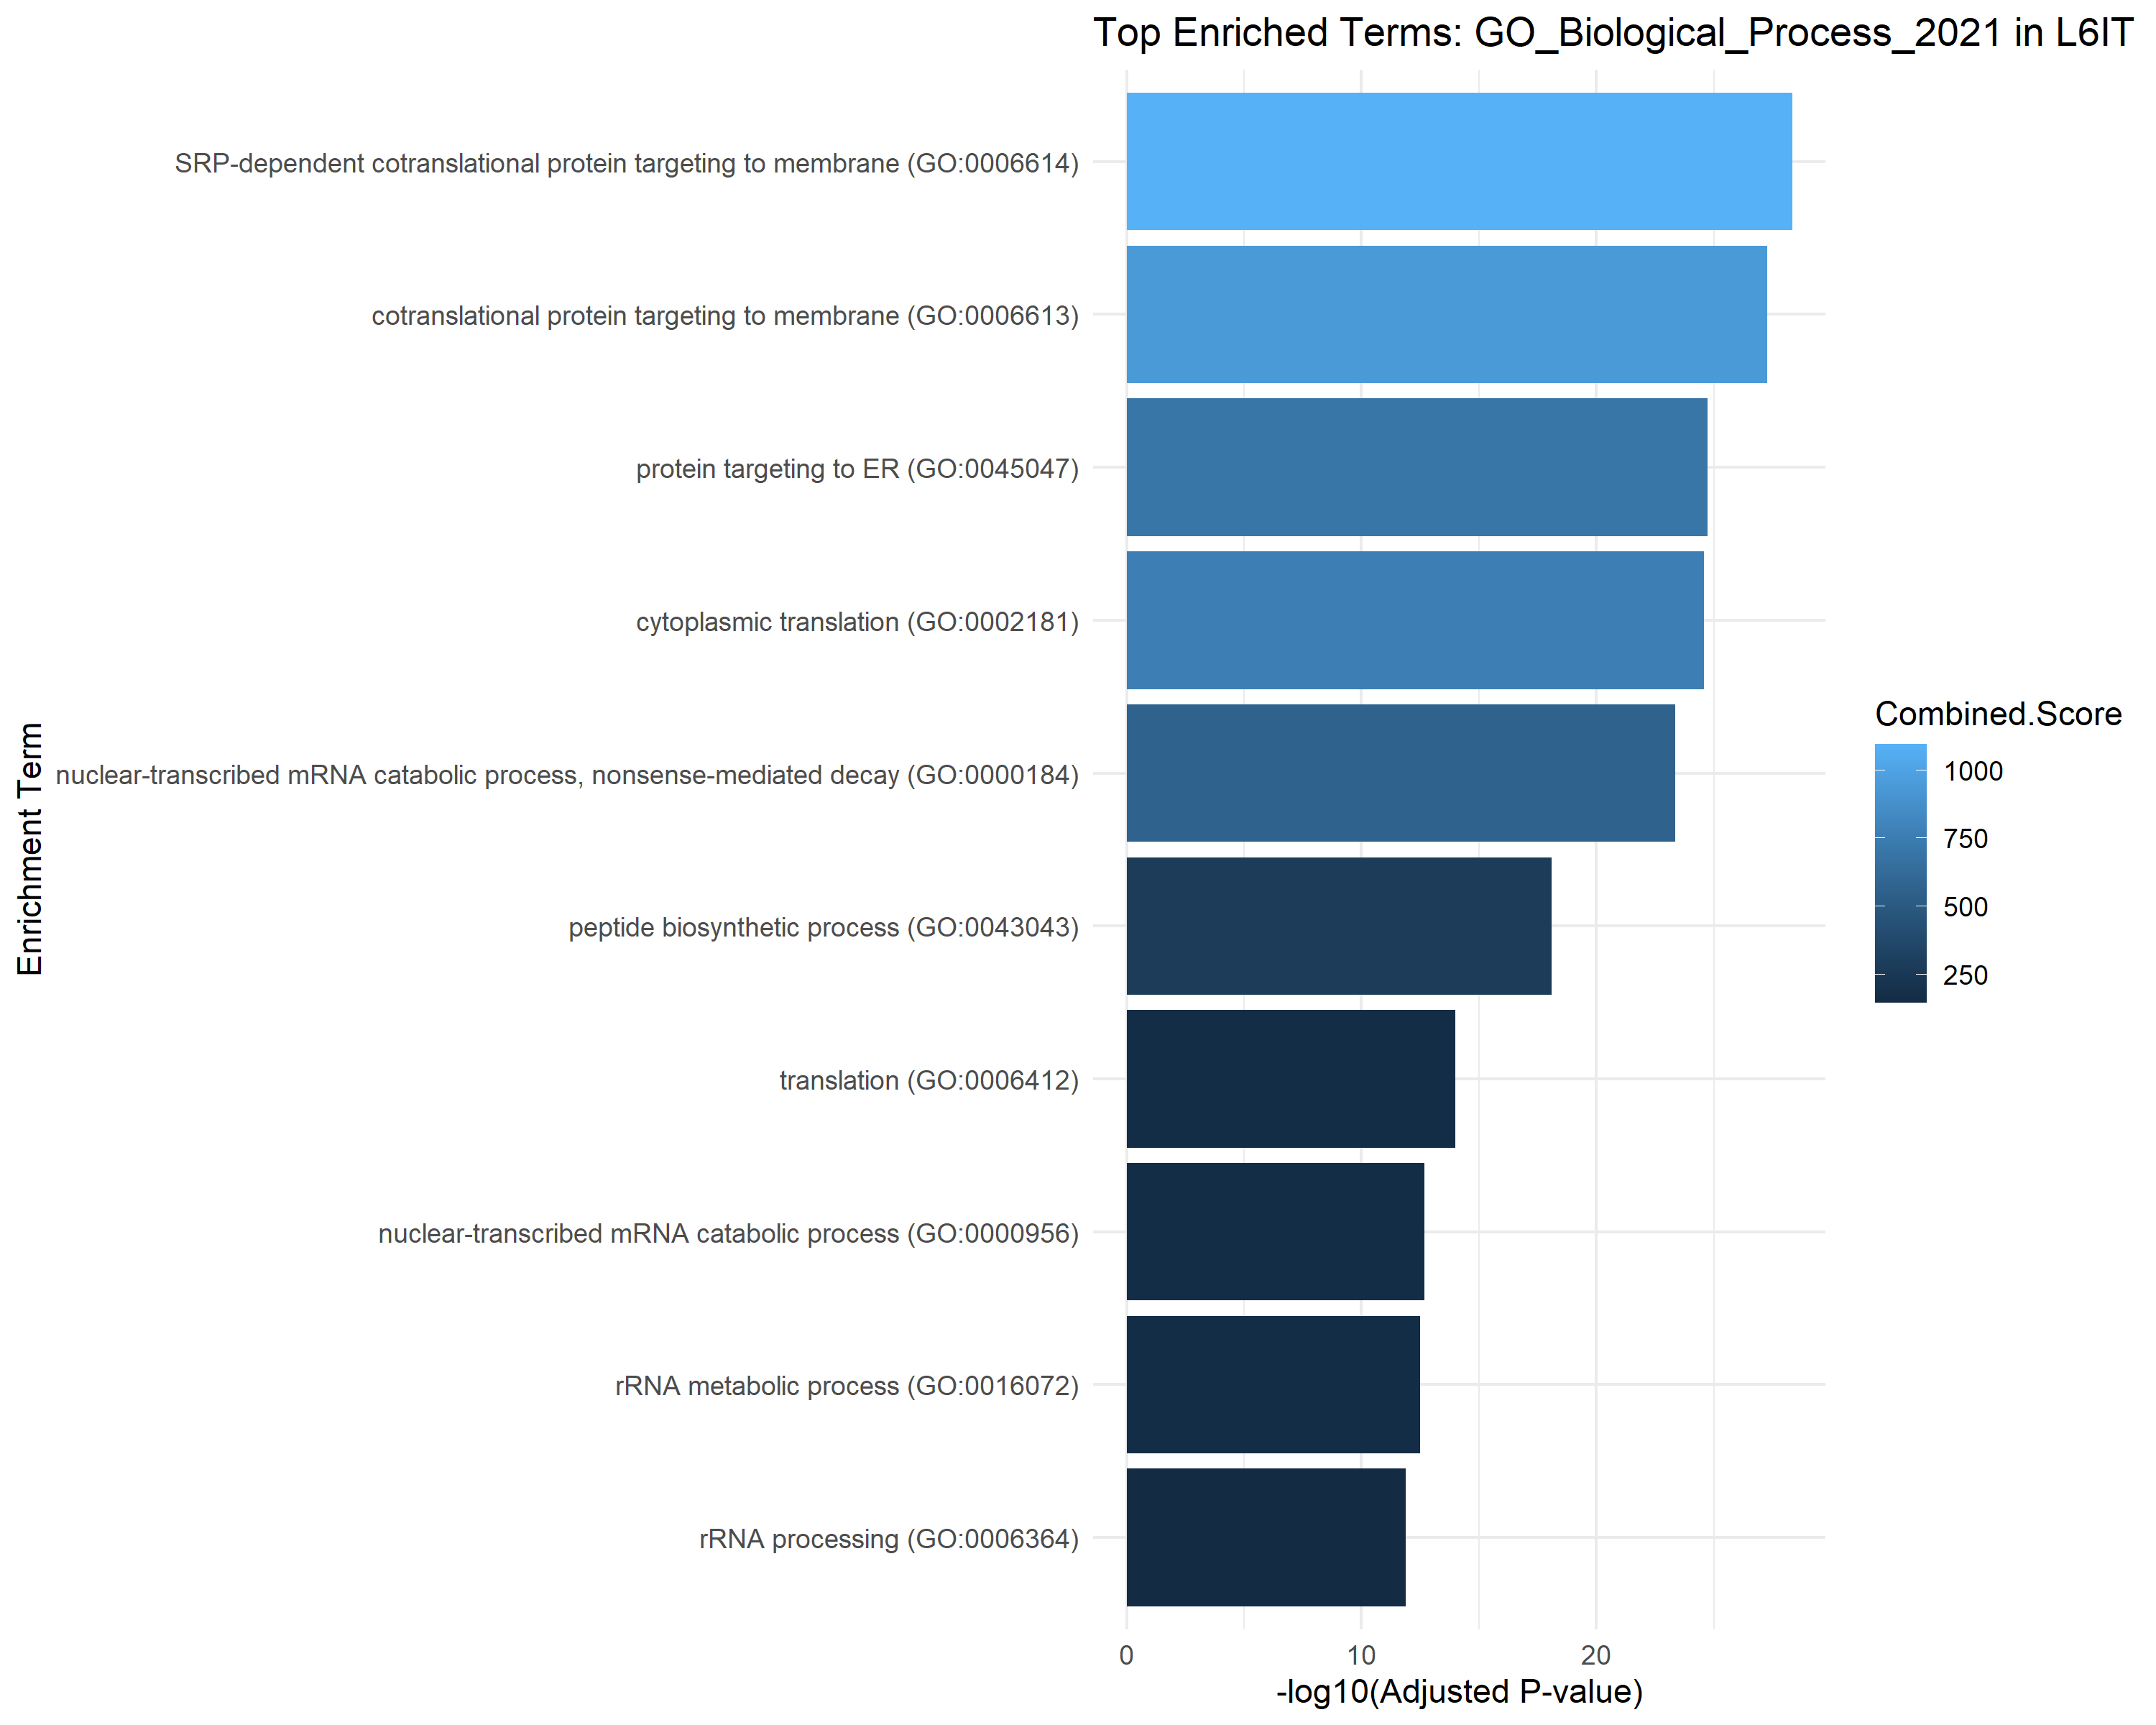 Top Enriched Terms: GO_Biological_Process_2021 in L6IT
SRP-dependent cotranslational protein targeting to membrane (GO:0006614)
cotranslational protein targeting to membrane (GO:0006613)
protein targeting to ER (GO:0045047)
cytoplasmic translation (GO:0002181)
nuclear-transcribed mRNA catabolic process, nonsense-mediated decay (GO:0000184)
peptide biosynthetic process (GO:0043043)
translation (GO:0006412)
nuclear-transcribed mRNA catabolic process (GO:0000956)
rRNA metabolic process (GO:0016072)
rRNA processing (GO:0006364)
Enrichment Term
0 10 20
-log10(Adjusted P-value)
Combined.Score
1000
750
500
250